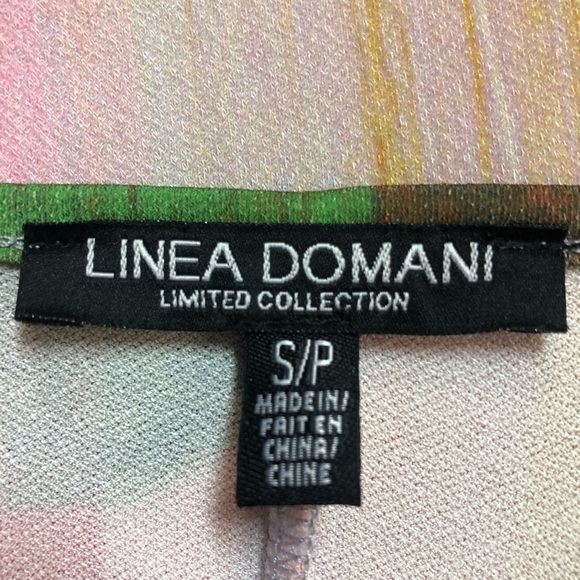 LINEA DOMANI
LIMITED COLLECTION
S/P
MADE IN/
FAIT EN
CHINA/
CHINE